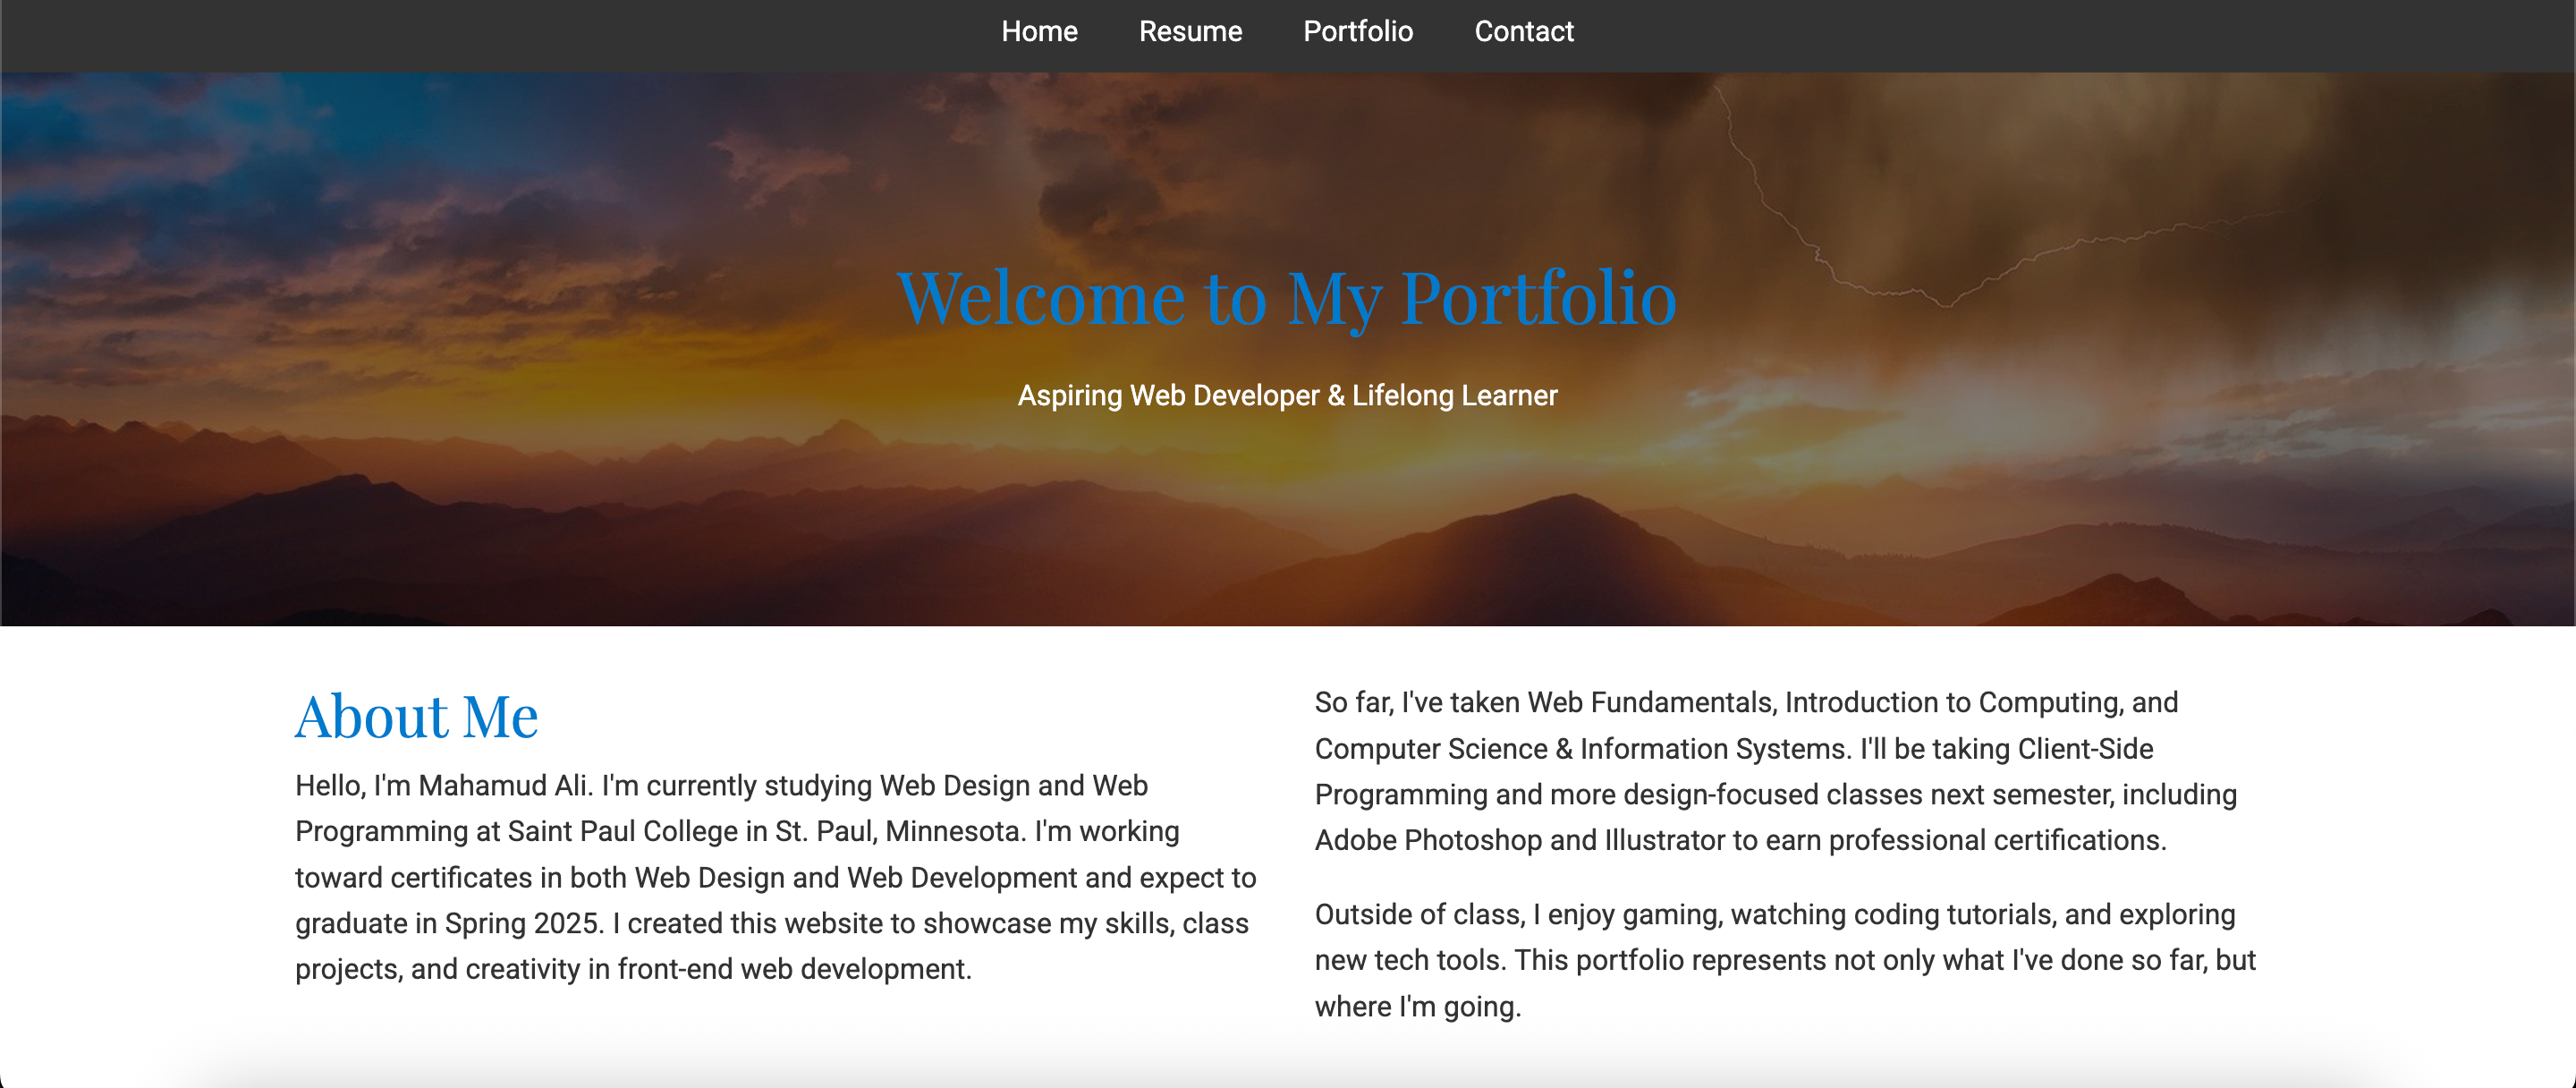 Home Resume Portfolio Contact
Welcome to My Portfolio
Aspiring Web Developer & Lifelong Learner
About Me
Hello, I'm Mahamud Ali. I'm currently studying Web Design and Web
Programming at Saint Paul College in St. Paul, Minnesota. I'm working
toward certificates in both Web Design and Web Development and expect to
graduate in Spring 2025. I created this website to showcase my skills, class
projects, and creativity in front-end web development.
So far, I've taken Web Fundamentals, Introduction to Computing, and
Computer Science & Information Systems. I'll be taking Client-Side
Programming and more design-focused classes next semester, including
Adobe Photoshop and Illustrator to earn professional certifications.
Outside of class, I enjoy gaming, watching coding tutorials, and exploring
new tech tools. This portfolio represents not only what I've done so far, but
where I'm going.